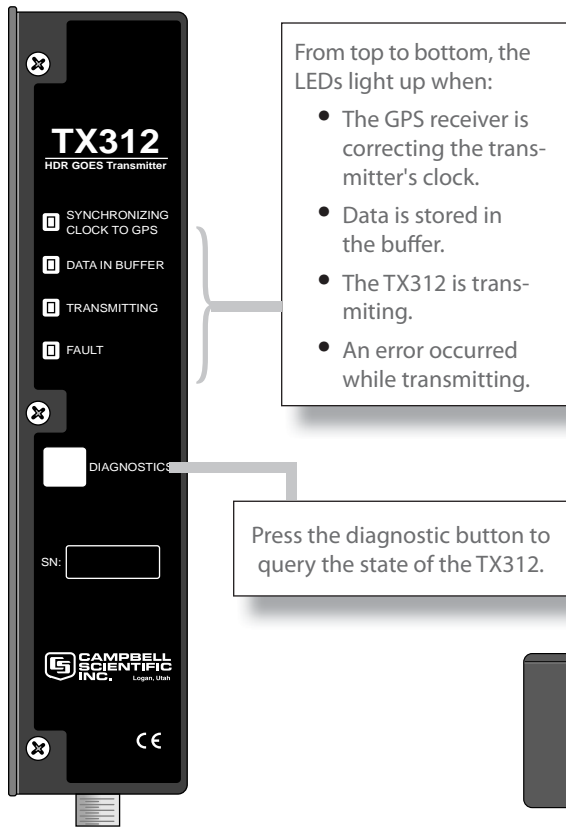 TX312
HDR GOES Transmitter
SYNCHRONIZING
CLOCK TO GPS
DATA IN BUFFER
TRANSMITTING
FAULT
DIAGNOSTICS
SN:
CAMPBELL
SCIENTIFIC
INC. Logan, Utah
CE
From top to bottom, the
LEDs light up when:
• The GPS receiver is
correcting the trans-
mitter's clock.
• Data is stored in
the buffer.
• The TX312 is trans-
miting.
• An error occurred
while transmitting.
Press the diagnostic button to
query the state of the TX312.